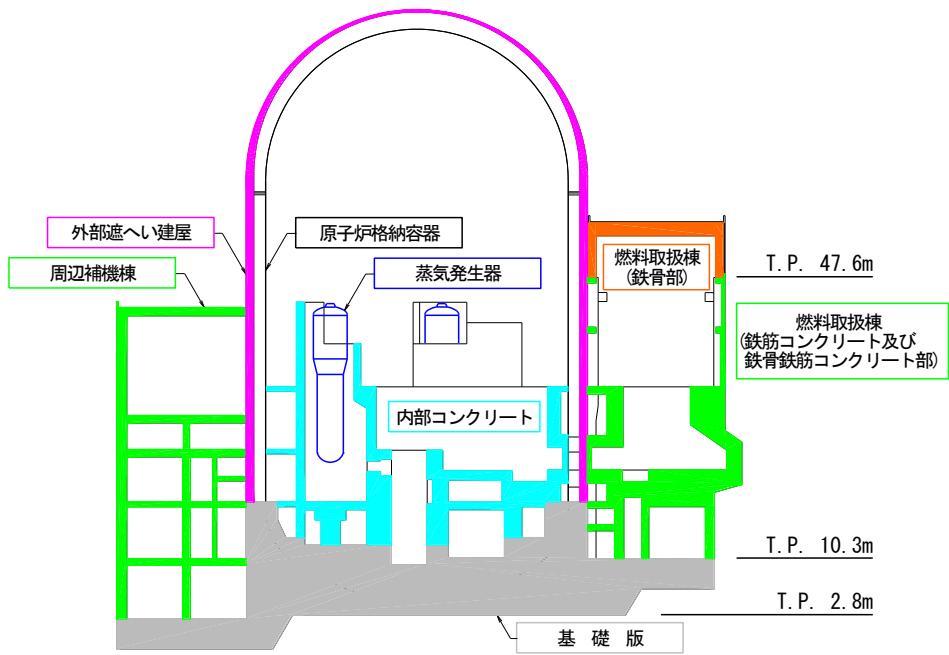 外部遮へい建屋
原子炉格納容器
燃料取扱棟
(鉄骨部)
T.P. 47.6m
周辺補機棟
蒸気発生器
燃料取扱棟
(鉄筋コンクリート及び
鉄骨鉄筋コンクリート部)
内部コンクリート
T.P. 10.3m
T.P. 2.8m
基 礎 版